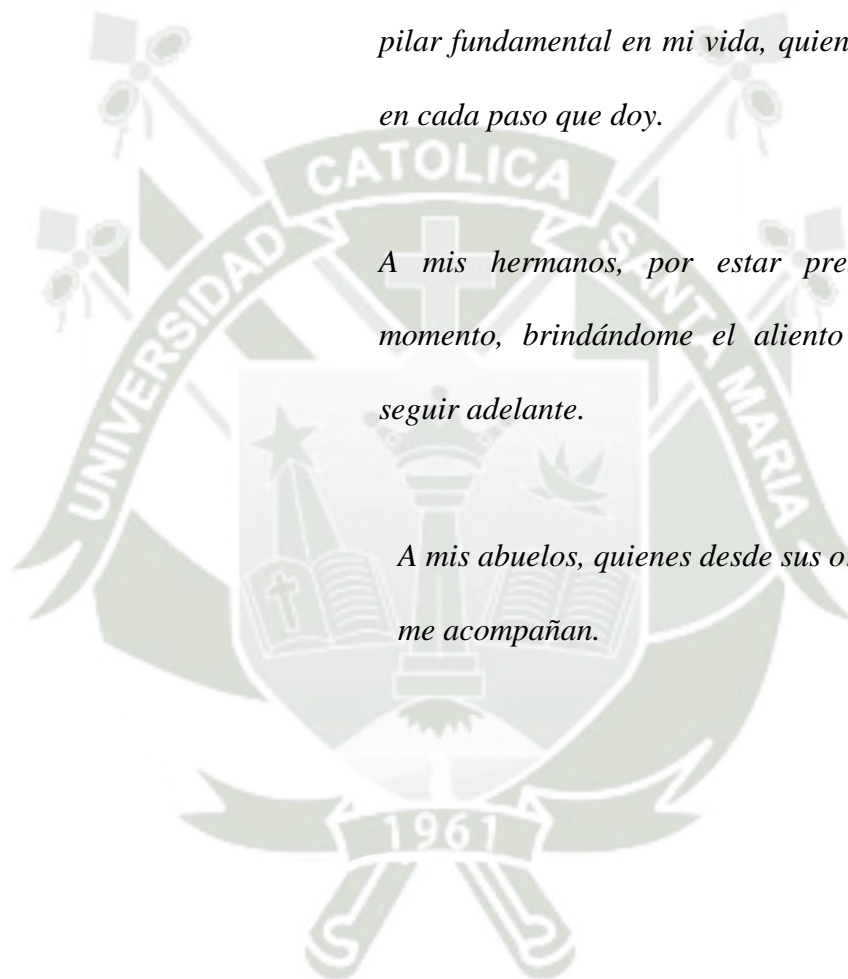 pilar fundamental en mi vida, quien
en cada paso que doy.
CATOLICA
UNIVERSIDAD
SANTA MARIA
A mis hermanos, por estar
momento, brindándome el aliento
seguir adelante.
A mis abuelos, quienes desde sus
me acompañan.
1961